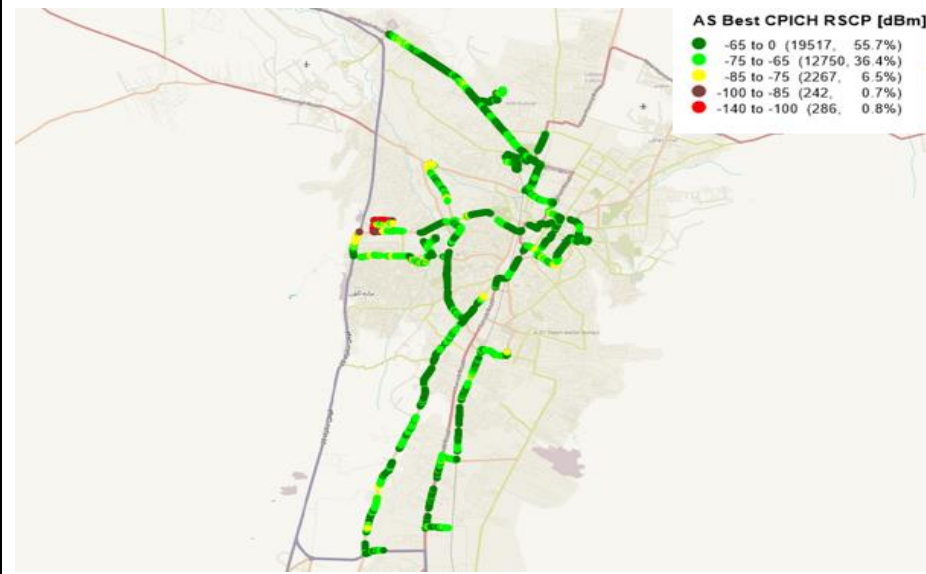 AS Best CPICH RSCP [dBm]
-65 to 0 (19517, 55.7%)
-75 to -65 (12750, 36.4%)
-85 to -75 (2267, 6.5%)
-100 to -85 (242, 0.7%)
-140 to -100 (286, 0.8%)